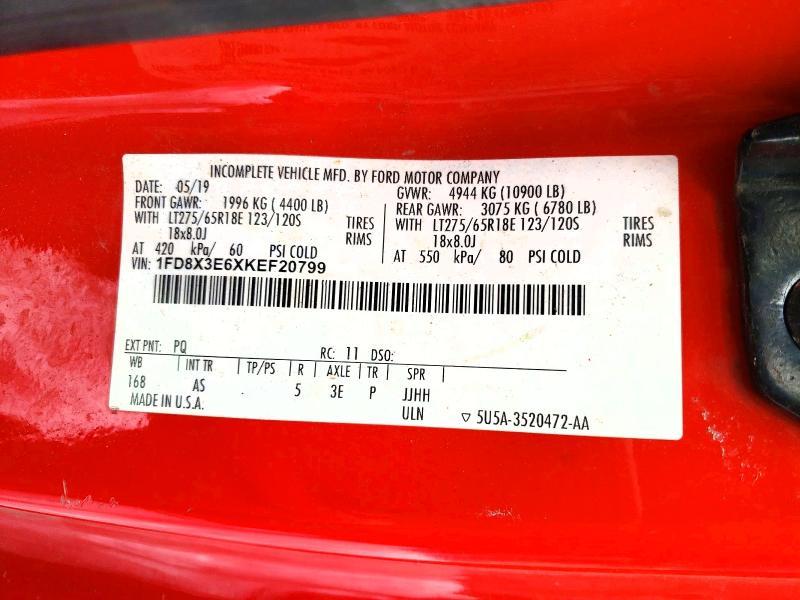 INCOMPLETE VEHICLE MFD. BY FORD MOTOR COMPANY
DATE: 05/19 GVWR: 4944 KG (10900 LB)
FRONT GAWR: 1996 KG ( 4400 LB) REAR GAWR: 3075 KG ( 6780 LB)
WITH LT275/65R18E 123/120S TIRES WITH LT275/65R18E 123/120S TIRES
18x8.0J RIMS 18x8.0J RIMS
AT 420 kPa/ 60 PSI COLD AT 550 kPa/ 80 PSI COLD
VIN: 1FD8X3E6XKEF20799
EXT PNT: PQ RC: 11 DSO:
WB INT TR TP/PS R AXLE TR SPR
168 AS 5 3E P JJHH
MADE IN U.S.A. ULN ▽ 5U5A-3520472-AA